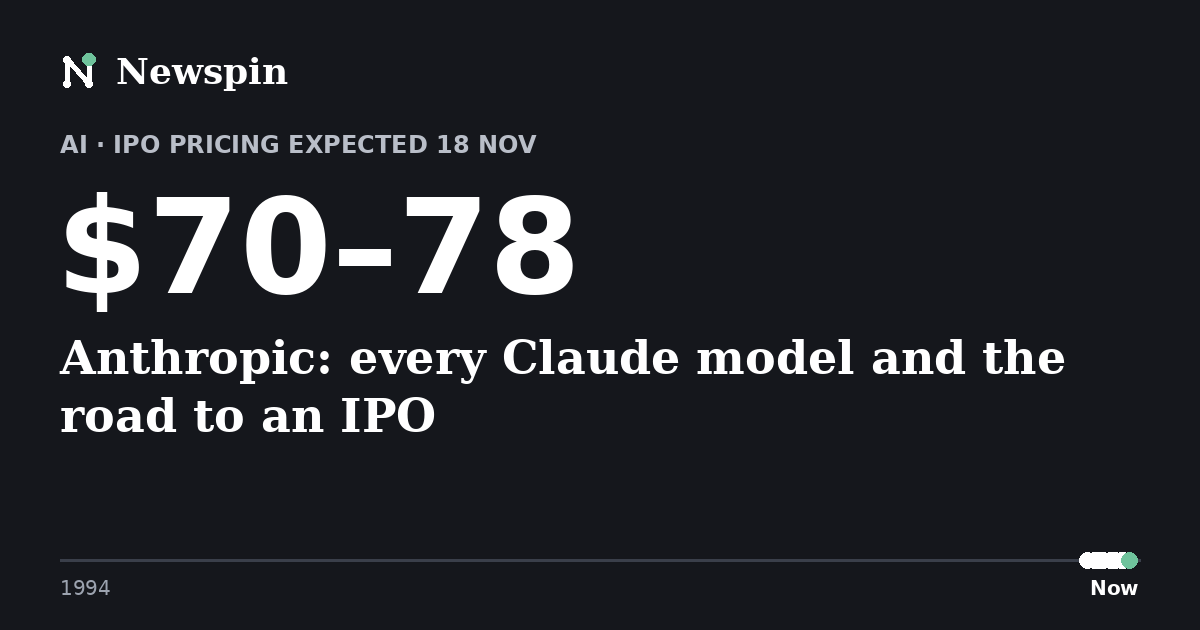 Newspin
AI · IPO PRICING EXPECTED 18 NOV
$70–78
Anthropic: every Claude model and the
road to an IPO
1994
Now